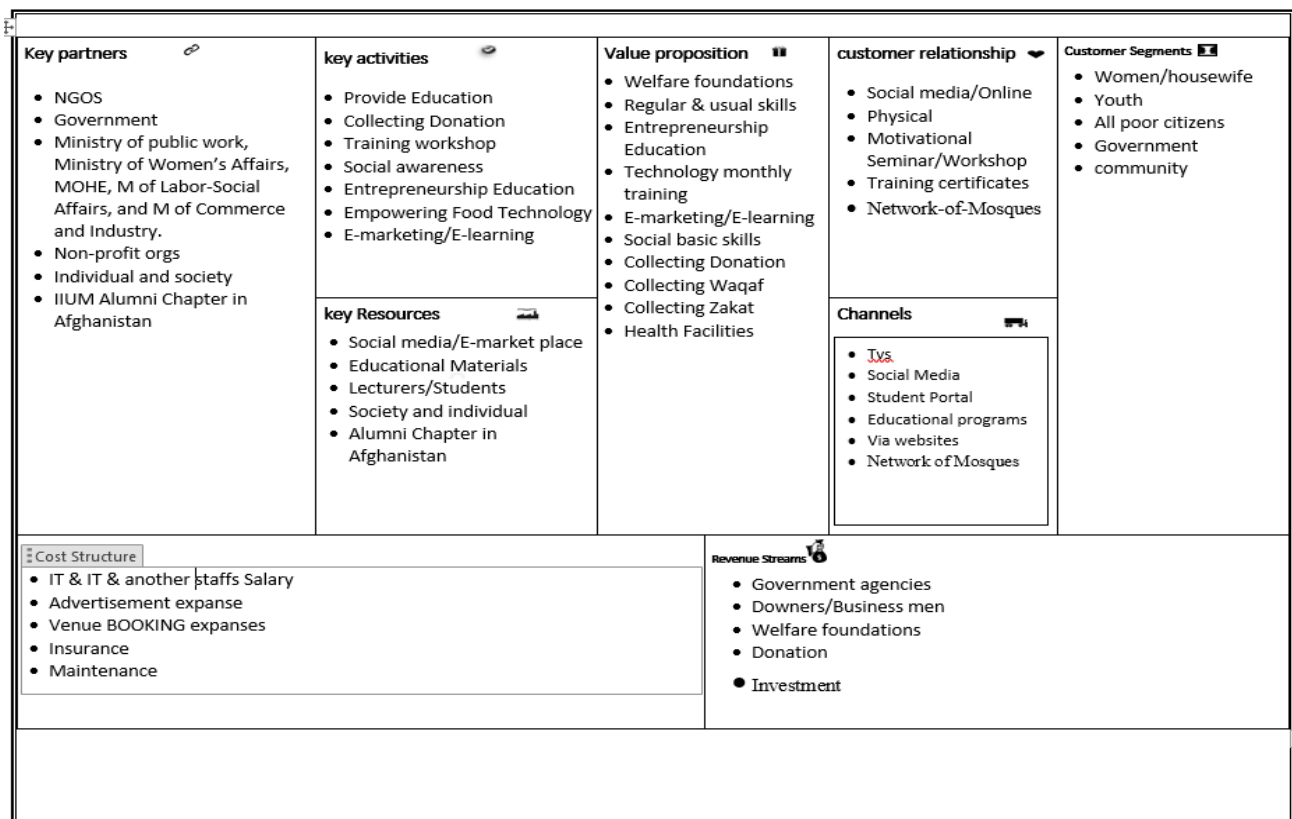 Key partners
• NGOS
• Government
• Ministry of public work,
Ministry of Women's Affairs,
MOHE, M of Labor-Social
Affairs, and M of Commerce
and Industry.
• Non-profit orgs
• Individual and society
• IIUM Alumni Chapter in
Afghanistan
key activities
• Provide Education
• Collecting Donation
• Training workshop
• Social awareness
• Entrepreneurship Education
• Empowering Food Technology
• E-marketing/E-learning
key Resources
• Social media/E-market place
• Educational Materials
• Lecturers/Students
• Society and individual
• Alumni Chapter in
Afghanistan
Value proposition
• Welfare foundations
• Regular & usual skills
• Entrepreneurship
Education
• Technology monthly
training
• E-marketing/E-learning
• Social basic skills
• Collecting Donation
• Collecting Waqaf
• Collecting Zakat
• Health Facilities
customer relationship
• Social media/Online
• Physical
• Motivational
Seminar/Workshop
• Training certificates
• Network-of-Mosques
Channels
• Tvs
• Social Media
• Student Portal
• Educational programs
• Via websites
• Network of Mosques
Customer Segments
• Women/housewife
• Youth
• All poor citizens
• Government
• community
Cost Structure
• IT & IT & another staffs Salary
• Advertisement expanse
• Venue BOOKING expanses
• Insurance
• Maintenance
Revenue Streams
• Government agencies
• Downers/Business men
• Welfare foundations
• Donation
• Investment